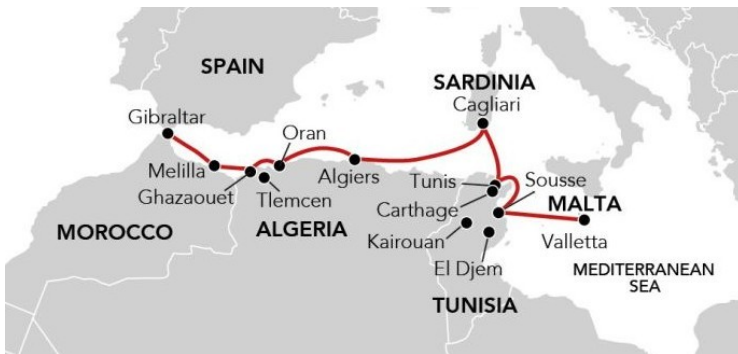 SPAIN
SARDINIA
Cagliari
Gibraltar
Oran
Melilla
Ghazaouet
Tlemcen
Algiers
Tunis
Sousse
Carthage
MALTA
MOROCCO
ALGERIA
Kairouan
Valletta
El Djem
MEDITERRANEAN
SEA
TUNISIA